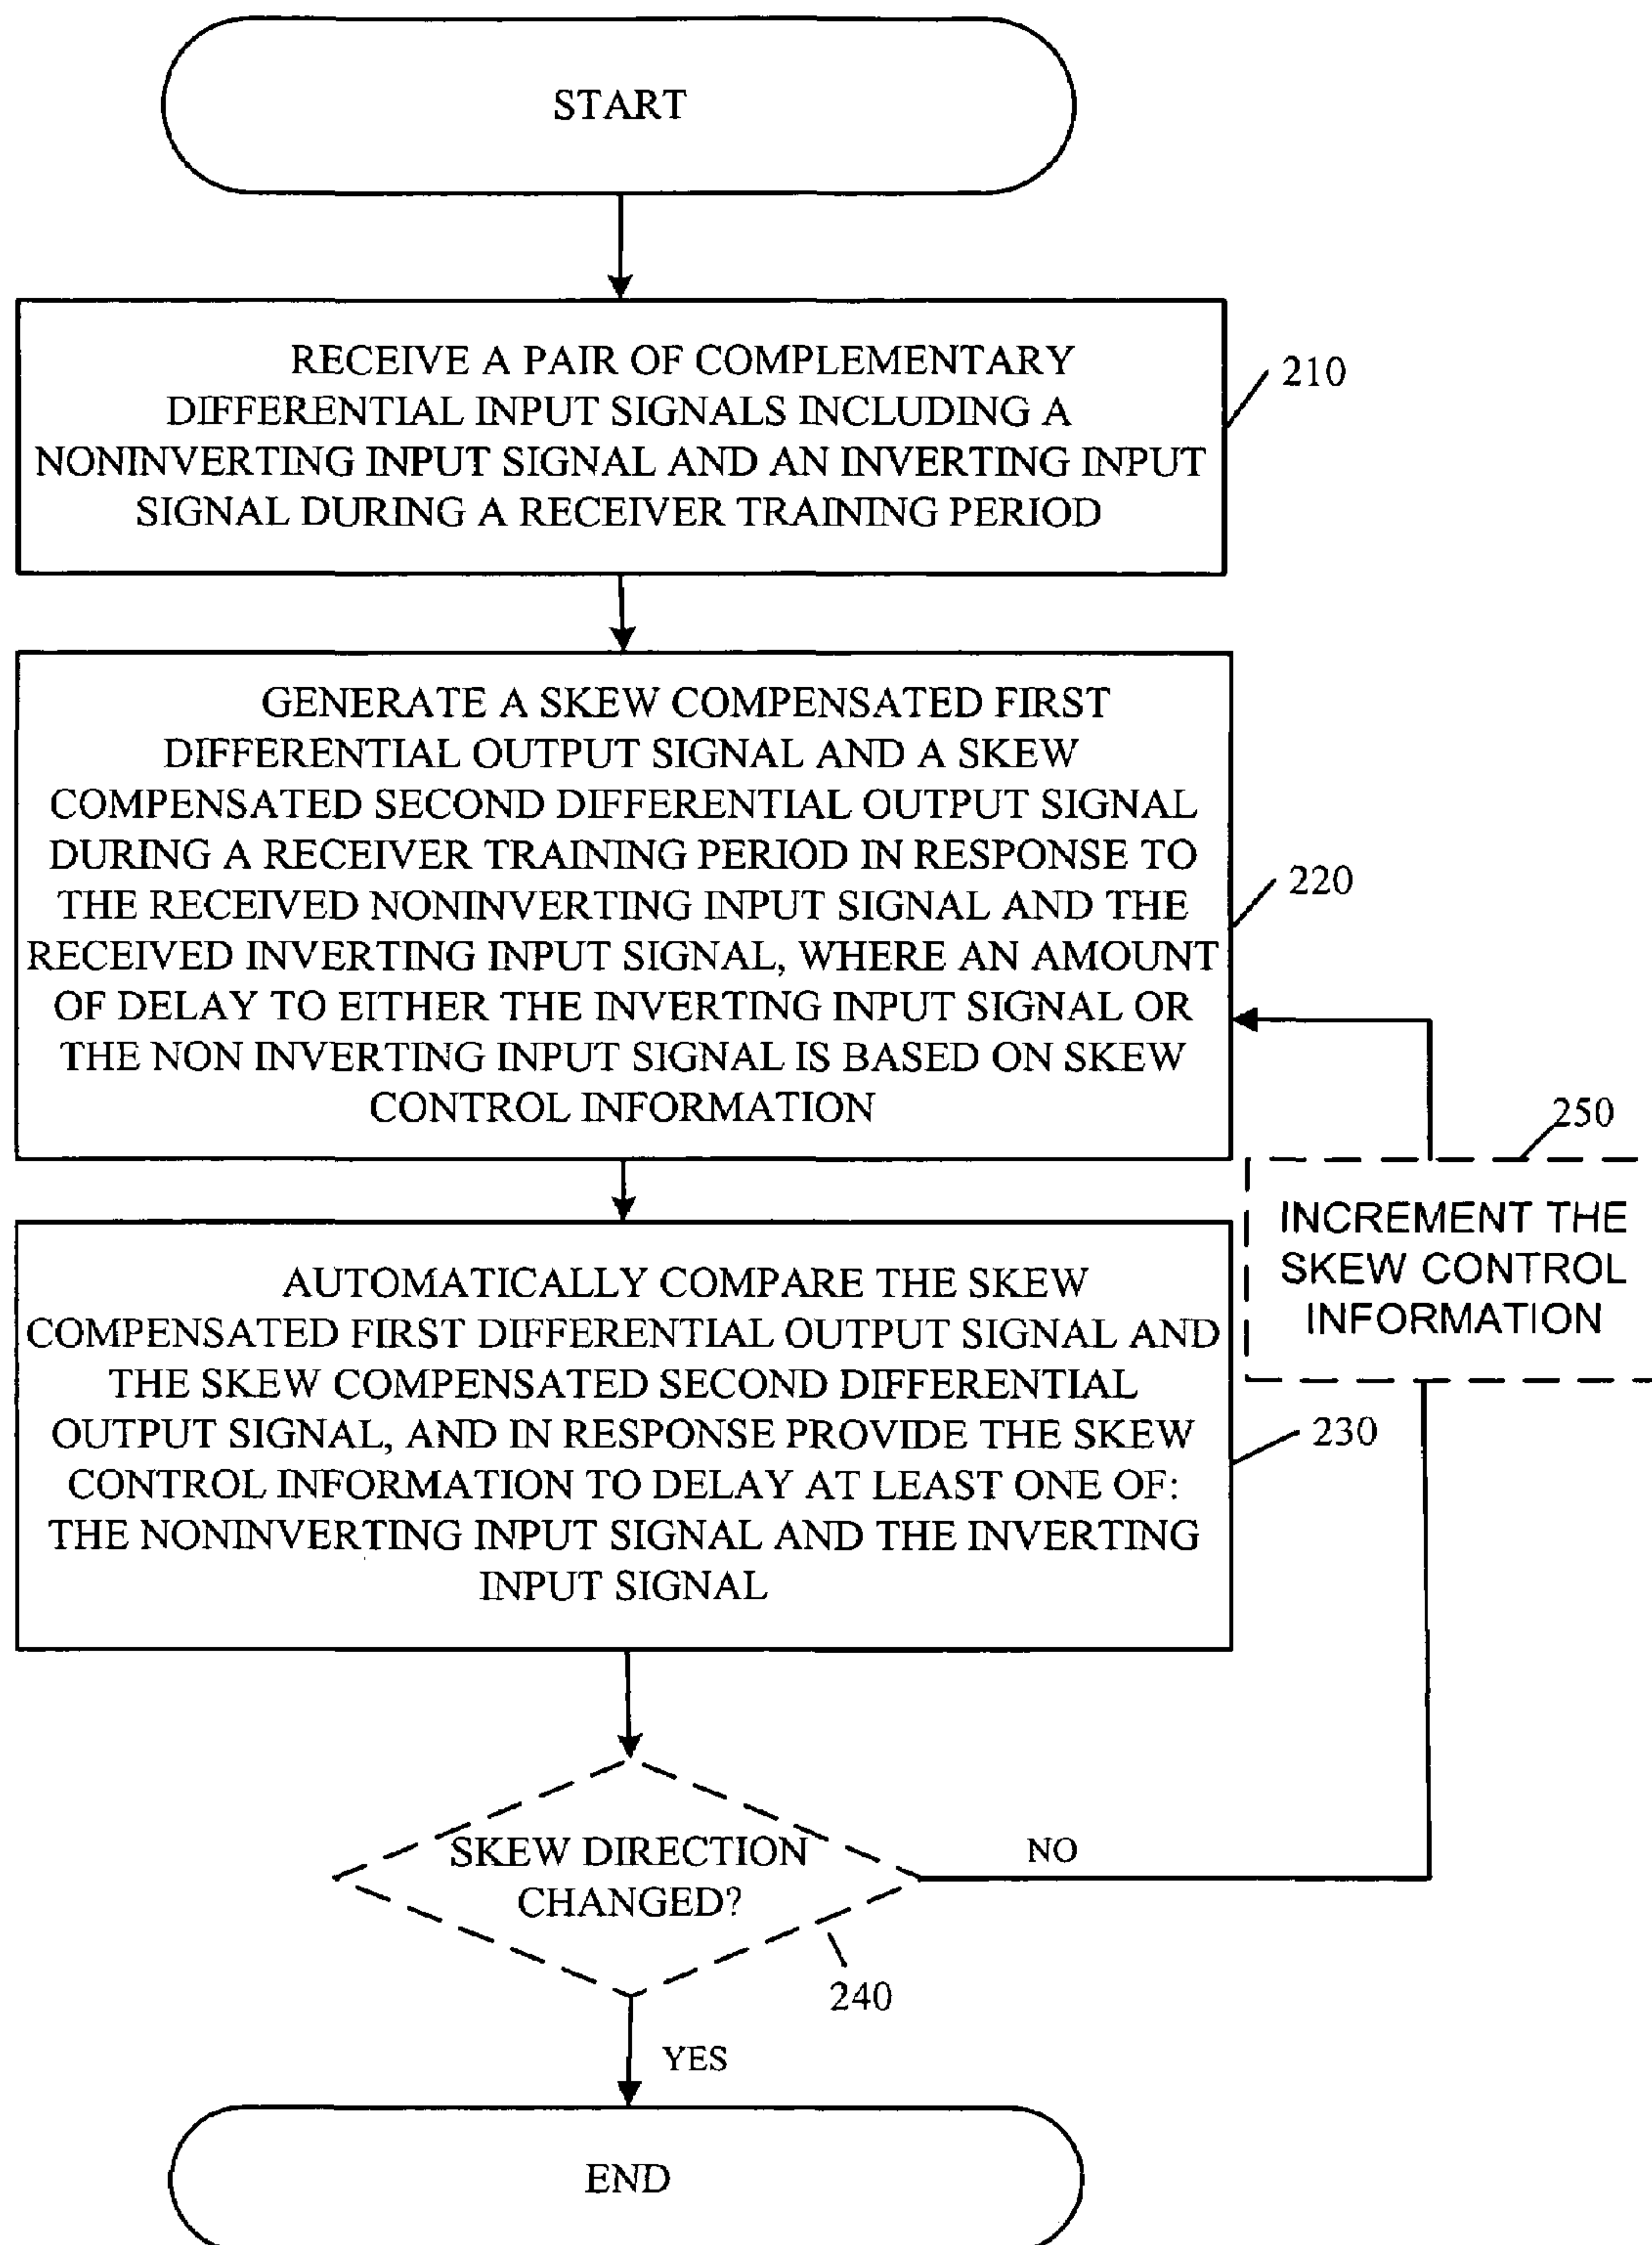 START
RECEIVE A PAIR OF COMPLEMENTARY
DIFFERENTIAL INPUT SIGNALS INCLUDING A
NONINVERTING INPUT SIGNAL AND AN INVERTING INPUT
SIGNAL DURING A RECEIVER TRAINING PERIOD
210
GENERATE A SKEW COMPENSATED FIRST
DIFFERENTIAL OUTPUT SIGNAL AND A SKEW
COMPENSATED SECOND DIFFERENTIAL OUTPUT SIGNAL
DURING A RECEIVER TRAINING PERIOD IN RESPONSE TO
THE RECEIVED NONINVERTING INPUT SIGNAL AND THE
RECEIVED INVERTING INPUT SIGNAL, WHERE AN AMOUNT
OF DELAY TO EITHER THE INVERTING INPUT SIGNAL OR
THE NON INVERTING INPUT SIGNAL IS BASED ON SKEW
CONTROL INFORMATION
220
250
INCREMENT THE
SKEW CONTROL
INFORMATION
AUTOMATICALLY COMPARE THE SKEW
COMPENSATED FIRST DIFFERENTIAL OUTPUT SIGNAL AND
THE SKEW COMPENSATED SECOND DIFFERENTIAL
OUTPUT SIGNAL, AND IN RESPONSE PROVIDE THE SKEW
CONTROL INFORMATION TO DELAY AT LEAST ONE OF:
THE NONINVERTING INPUT SIGNAL AND THE INVERTING
INPUT SIGNAL
230
SKEW DIRECTION
CHANGED?
NO
240
YES
END